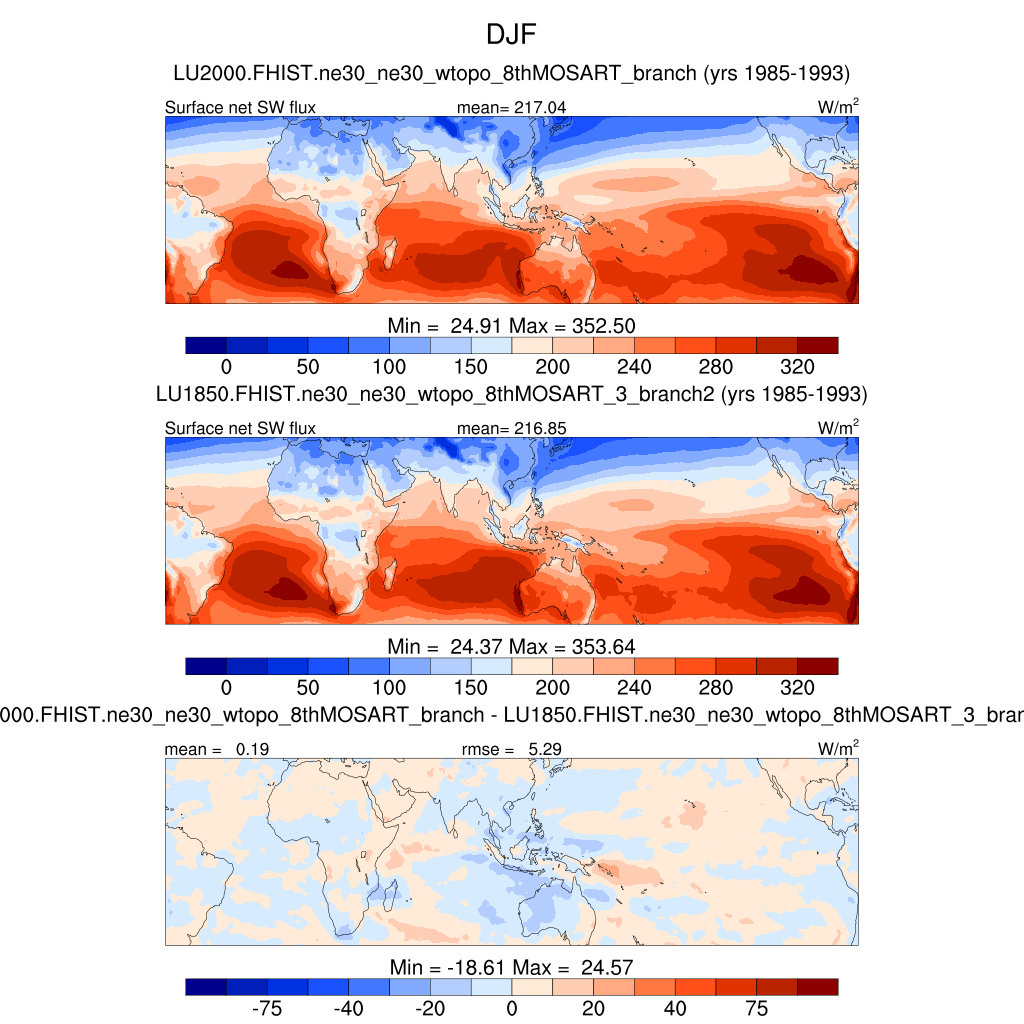 DJF
LU2000.FHIST.ne30_ne30_wtopo_8thMOSART_branch (yrs 1985-1993)
Surface net SW flux mean= 217.04 W/m²
Min = 24.91 Max = 352.50
0 50 100 150 200 240 280 320
LU1850.FHIST.ne30_ne30_wtopo_8thMOSART_3_branch2 (yrs 1985-1993)
Surface net SW flux mean= 216.85 W/m²
Min = 24.37 Max = 353.64
0 50 100 150 200 240 280 320
000.FHIST.ne30_ne30_wtopo_8thMOSART_branch - LU1850.FHIST.ne30_ne30_wtopo_8thMOSART_3_bran
mean = 0.19 rmse = 5.29 W/m²
Min = -18.61 Max = 24.57
-75 -40 -20 0 20 40 75